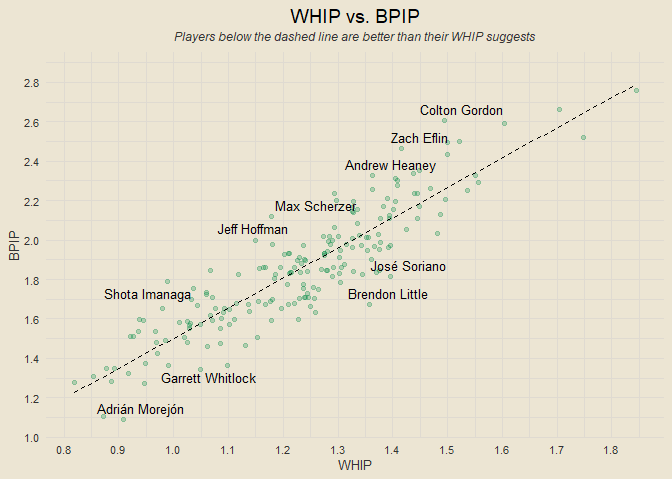 WHIP vs. BPIP
Players below the dashed line are better than their WHIP suggests
2.8
2.6
2.4
2.2
2.0
1.8
1.6
1.4
1.2
1.0
BPIP
Colton Gordon
Zach Eflin
Andrew Heaney
Max Scherzer
Jeff Hoffman
José Soriano
Shota Imanaga
Brendon Little
Garrett Whitlock
Adrián Morejón
0.8 0.9 1.0 1.1 1.2 1.3 1.4 1.5 1.6 1.7 1.8
WHIP